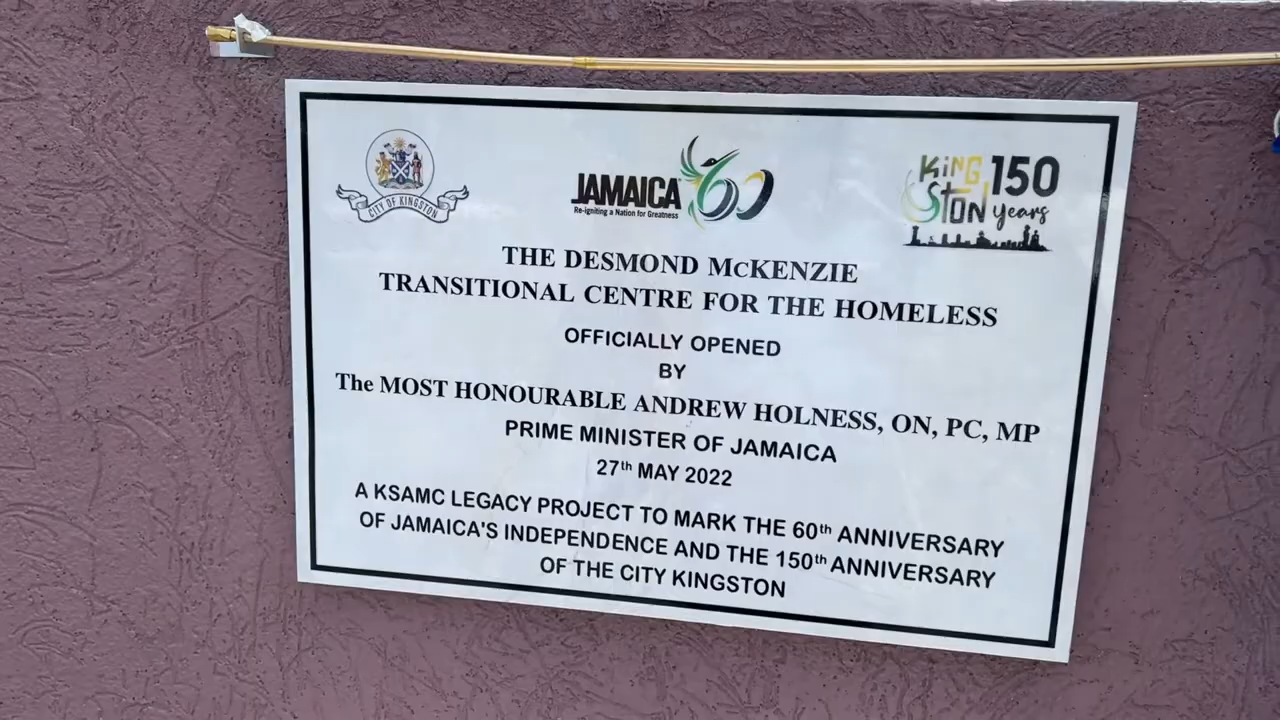 CITY OF KINGSTON
JAMAICA 60
Re-igniting a Nation for Greatness
KiNGSTON 150 years
THE DESMOND McKENZIE
TRANSITIONAL CENTRE FOR THE HOMELESS
OFFICIALLY OPENED
BY
The MOST HONOURABLE ANDREW HOLNESS, ON, PC, MP
PRIME MINISTER OF JAMAICA
27th MAY 2022
A KSAMC LEGACY PROJECT TO MARK THE 60th ANNIVERSARY
OF JAMAICA'S INDEPENDENCE AND THE 150th ANNIVERSARY
OF THE CITY KINGSTON